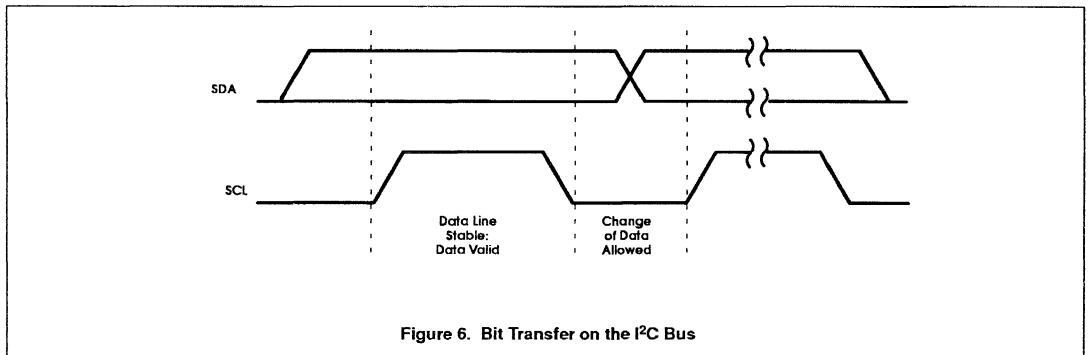 SDA
SCL
Data Line
Stable:
Data Valid
Change
of Data
Allowed
Figure 6. Bit Transfer on the I²C Bus